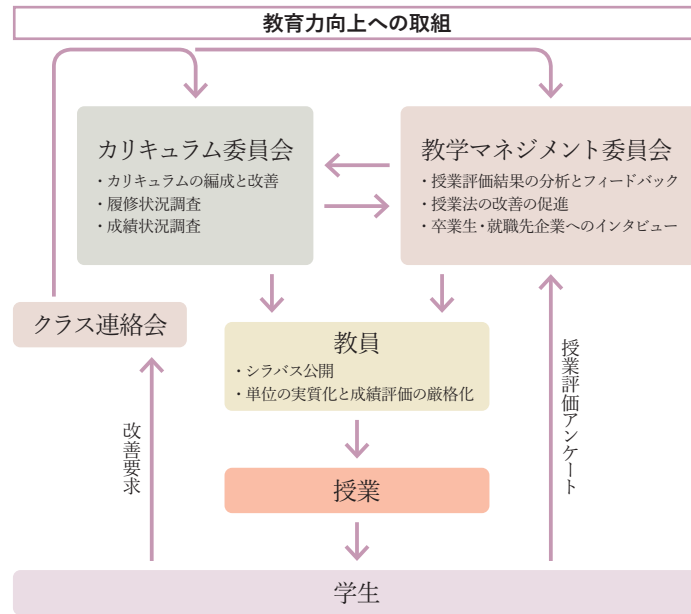 教育力向上への取組
カリキュラム委員会
・カリキュラムの編成と改善
・履修状況調査
・成績状況調査
教学マネジメント委員会
・授業評価結果の分析とフィードバック
・授業法の改善の促進
・卒業生・就職先企業へのインタビュー
クラス連絡会
教員
・シラバス公開
・単位の実質化と成績評価の厳格化
改善要求
授業評価アンケート
授業
学生